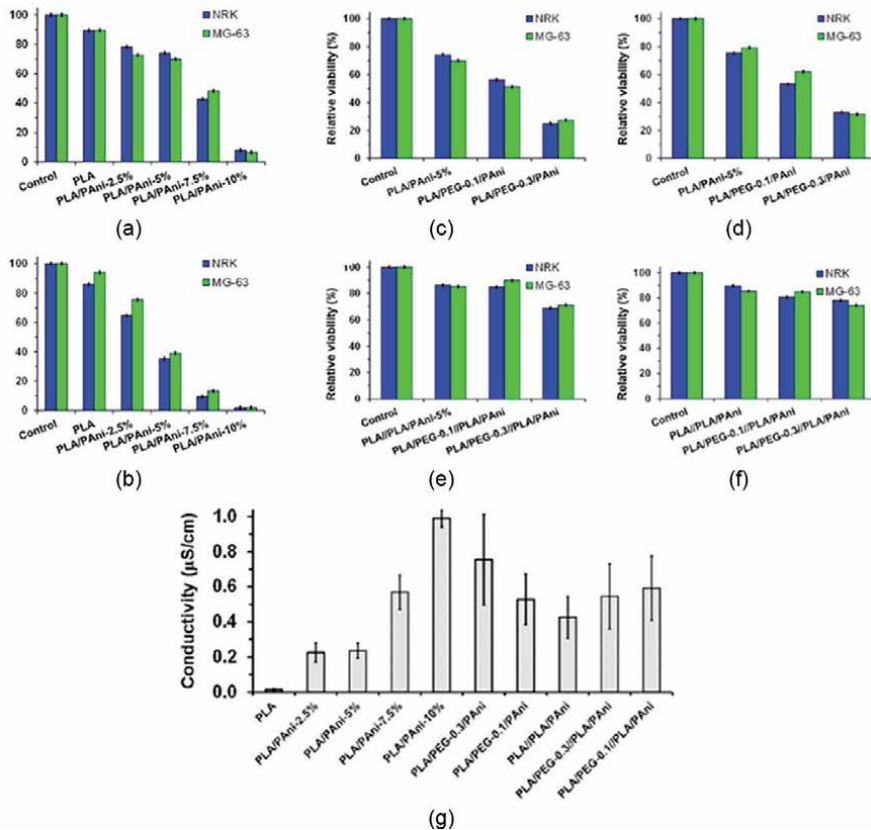 100
80
60
40
20
0
NRK
MG-63
Control
PLA
PLA/PAni-2.5%
PLA/PAni-5%
PLA/PAni-7.5%
PLA/PAni-10%
(a)
Relative viability (%)
100
80
60
40
20
0
NRK
MG-63
Control
PLA/PAni-5%
PLA/PEG-0.1/PAni
PLA/PEG-0.3/PAni
(c)
Relative viability (%)
100
80
60
40
20
0
NRK
MG-63
Control
PLA/PAni-5%
PLA/PEG-0.1/PAni
PLA/PEG-0.3/PAni
(d)
100
80
60
40
20
0
NRK
MG-63
Control
PLA
PLA/PAni-2.5%
PLA/PAni-5%
PLA/PAni-7.5%
PLA/PAni-10%
(b)
Relative viability (%)
100
80
60
40
20
0
NRK
MG-63
Control
PLA//PLA/PAni-5%
PLA/PEG-0.1//PLA/PAni
PLA/PEG-0.3//PLA/PAni
(e)
Relative viability (%)
100
80
60
40
20
0
NRK
MG-63
Control
PLA//PLA/PAni
PLA/PEG-0.1//PLA/PAni
PLA/PEG-0.3//PLA/PAni
(f)
Conductivity (µS/cm)
1.0
0.8
0.6
0.4
0.2
0.0
PLA
PLA/PAni-2.5%
PLA/PAni-5%
PLA/PAni-7.5%
PLA/PAni-10%
PLA/PEG-0.3/PAni
PLA/PEG-0.1/PAni
PLA//PLA/PAni
PLA/PEG-0.3//PLA/PAni
PLA/PEG-0.1//PLA/PAni
(g)